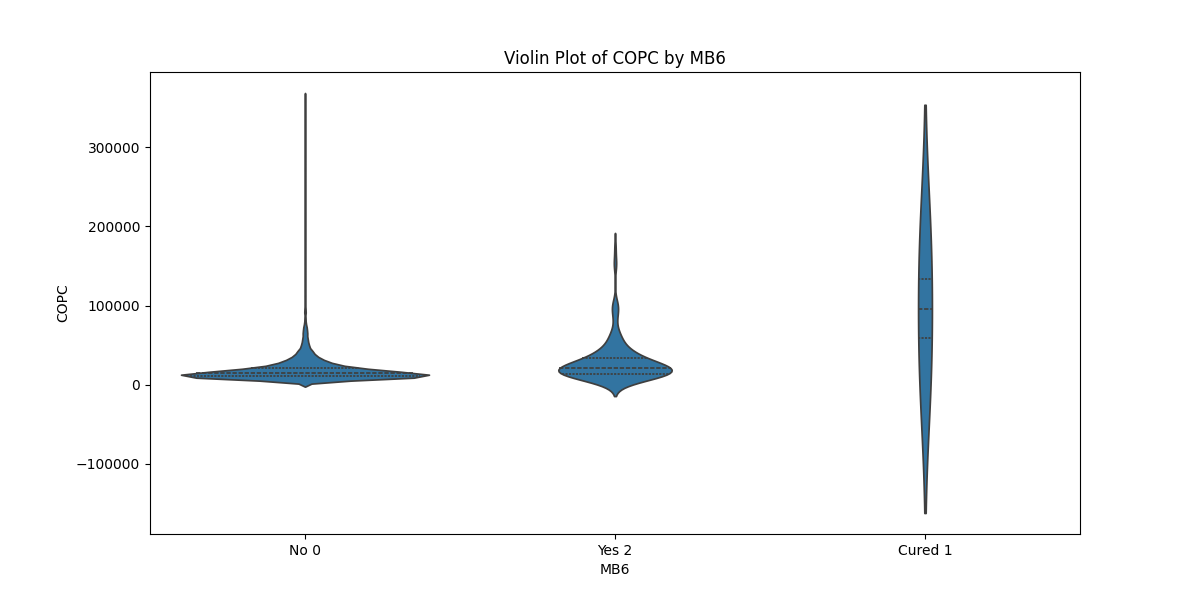 Violin Plot of COPC by MB6
COPC
300000
200000
100000
0
−100000
No 0
Yes 2
Cured 1
MB6